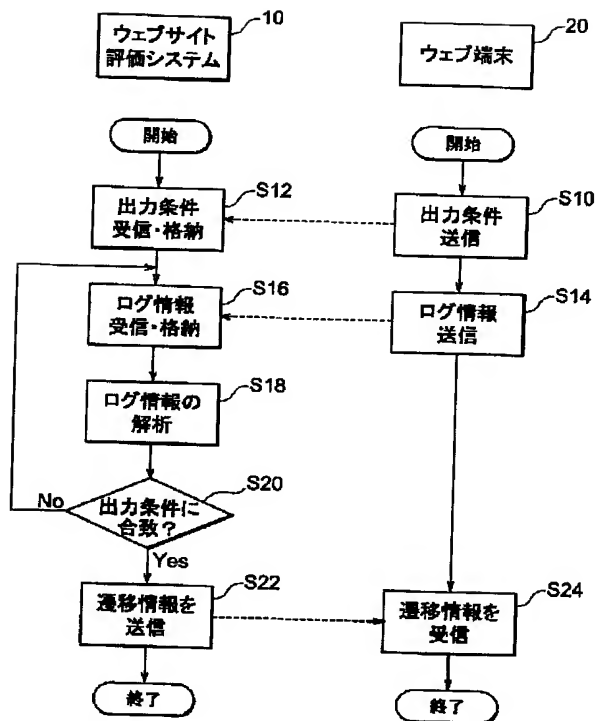 10
ウェブサイト
評価システム
20
ウェブ端末
開始
開始
S12
出力条件
受信・格納
S10
出力条件
送信
S16
ログ情報
受信・格納
S14
ログ情報
送信
S18
ログ情報の
解析
S20
No
出力条件に
合致？
Yes
S22
遷移情報を
送信
S24
遷移情報を
受信
終了
終了